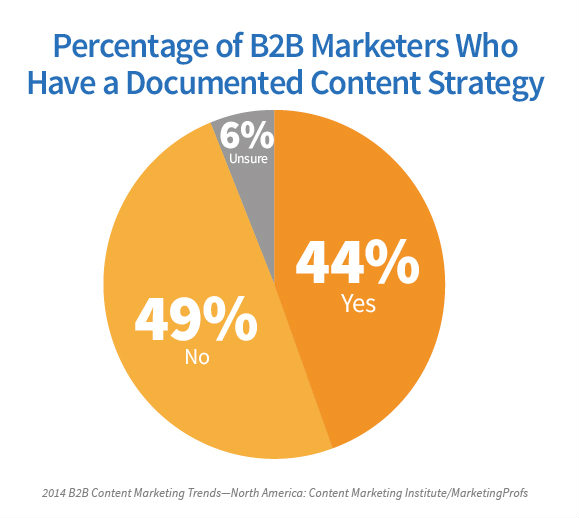 Percentage of B2B Marketers Who
Have a Documented Content Strategy
6%
Unsure
44%
Yes
49%
No
2014 B2B Content Marketing Trends—North America: Content Marketing Institute/MarketingProfs